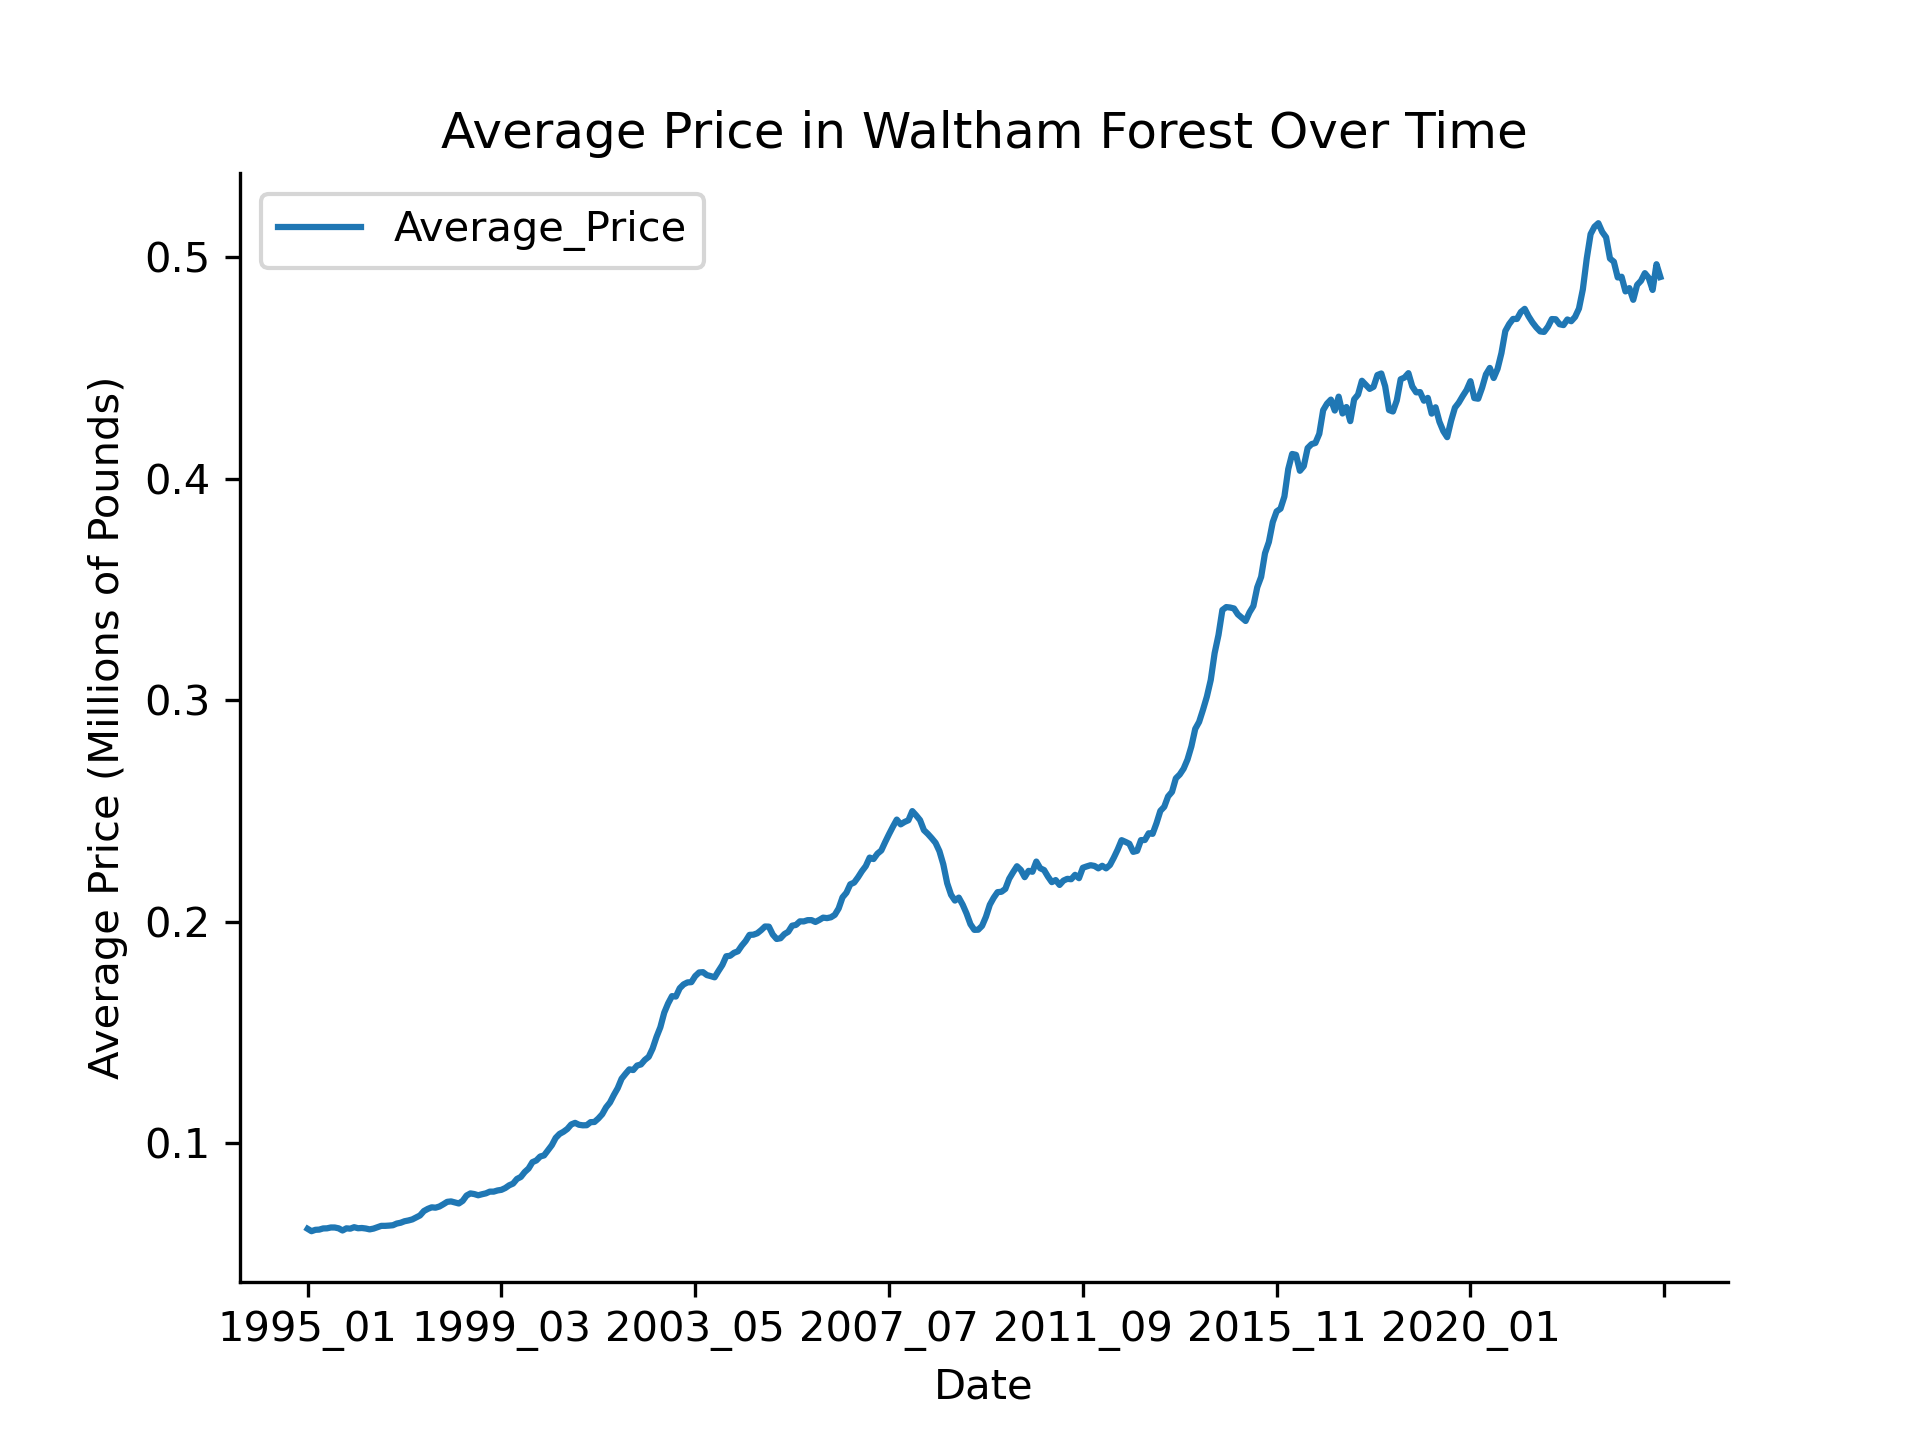 Average Price in Waltham Forest Over Time
Average_Price
Average Price (Millions of Pounds)
0.5
0.4
0.3
0.2
0.1
1995_01 1999_03 2003_05 2007_07 2011_09 2015_11 2020_01
Date